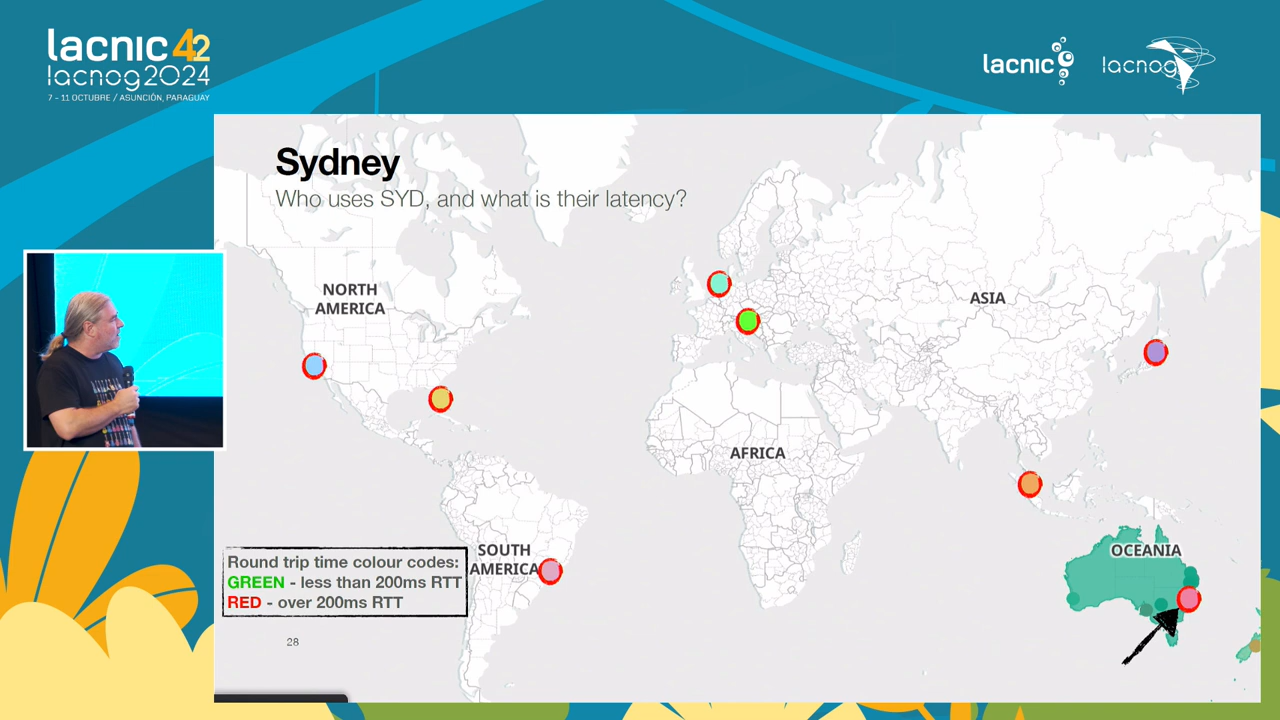 lacnic 42
lacnog2024
7 - 11 OCTUBRE / ASUNCIÓN, PARAGUAY
lacnic
lacnog
Sydney
Who uses SYD, and what is their latency?
NORTH
AMERICA
ASIA
AFRICA
SOUTH
AMERICA
OCEANIA
Round trip time colour codes:
GREEN - less than 200ms RTT
RED - over 200ms RTT
28